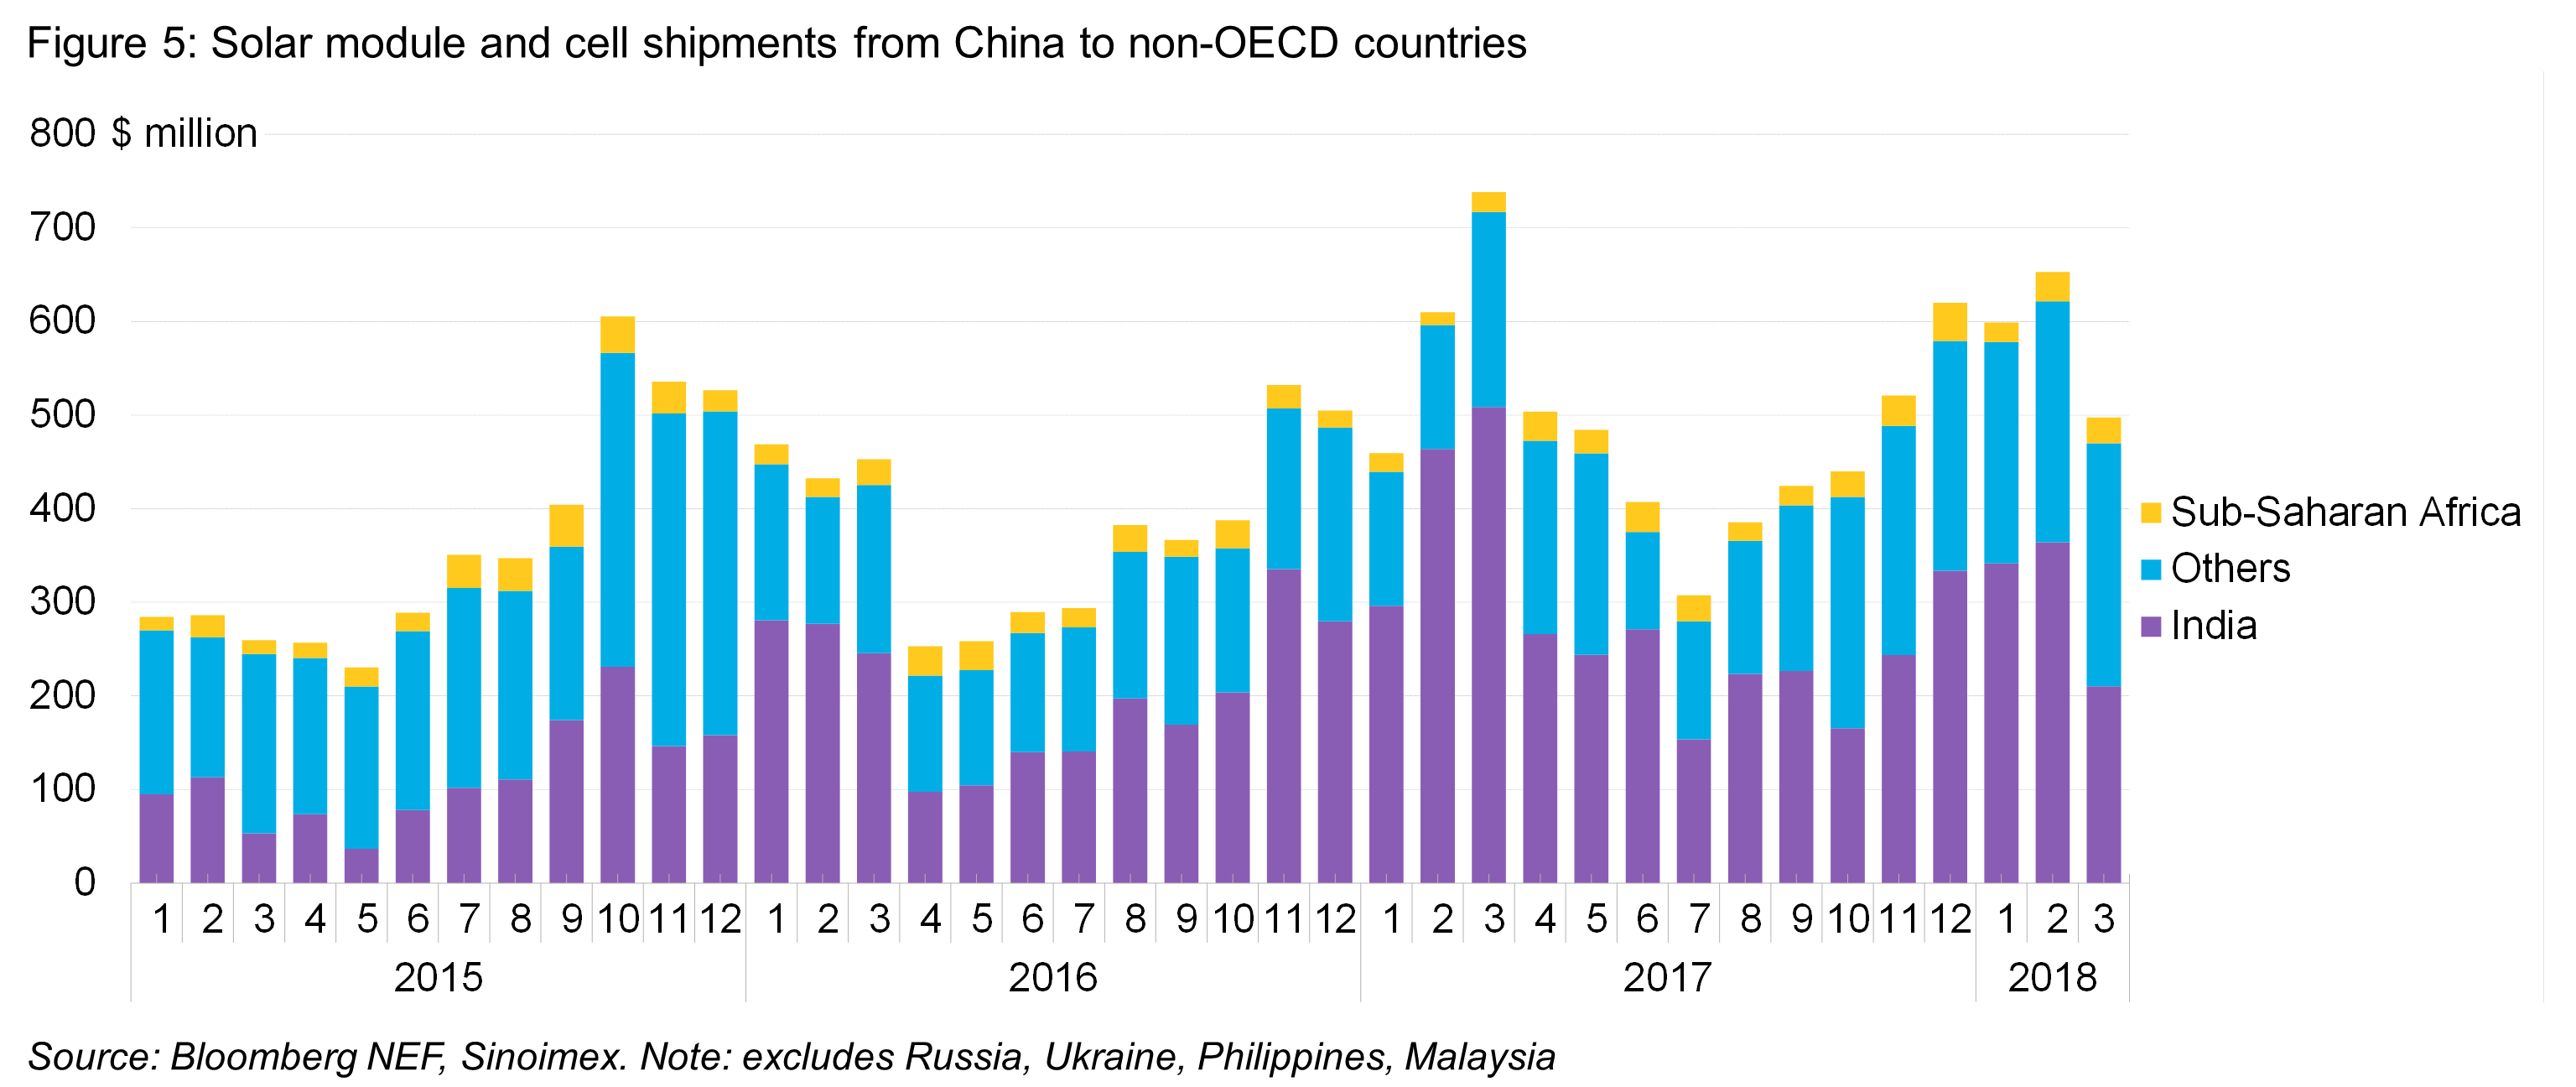 Figure 5: Solar module and cell shipments from China to non-OECD countries
800 $ million
700
600
500
400
300
200
100
0
Sub-Saharan Africa
Others
India
1 2 3 4 5 6 7 8 9 10 11 12 1 2 3 4 5 6 7 8 9 10 11 12 1 2 3 4 5 6 7 8 9 10 11 12 1 2 3
2015 2016 2017 2018
Source: Bloomberg NEF, Sinoimex. Note: excludes Russia, Ukraine, Philippines, Malaysia